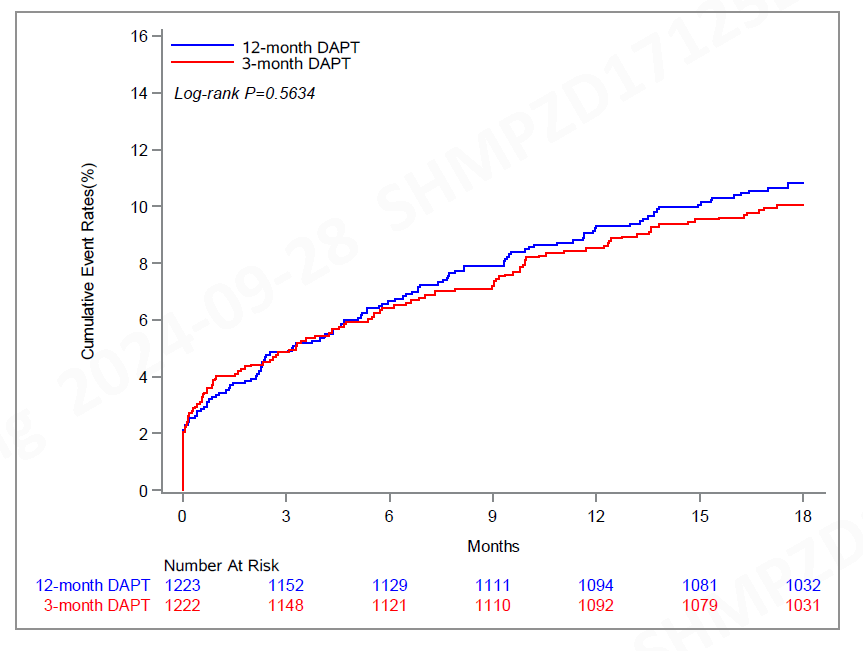 16
12-month DAPT
3-month DAPT
Log-rank P=0.5634
14
12
10
8
6
4
2
0
Cumulative Event Rates(%)
0 3 6 9 12 15 18
Months
Number At Risk
12-month DAPT 1223 1152 1129 1111 1094 1081 1032
3-month DAPT 1222 1148 1121 1110 1092 1079 1031
2024-09-28 SHMPZD17125
SHMPZD